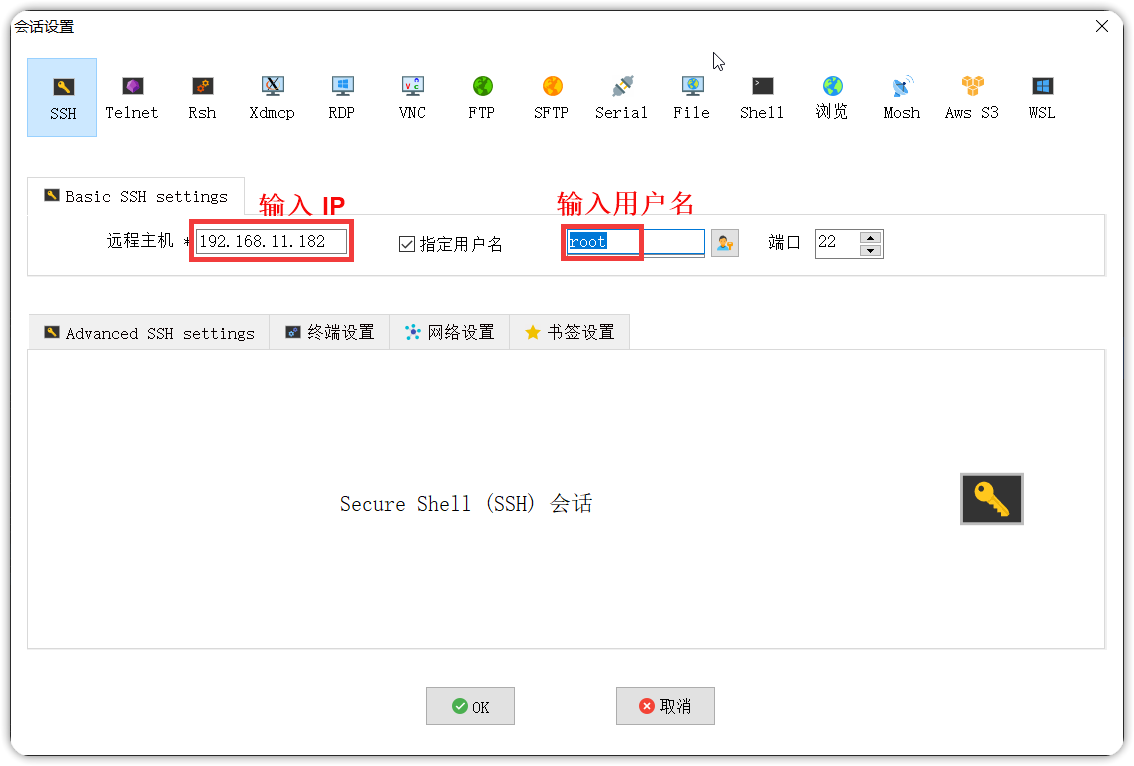 会话设置
SSH Telnet Rsh Xdmcp RDP VNC FTP SFTP Serial File Shell 浏览 Mosh Aws S3 WSL
Basic SSH settings
输入 IP 输入用户名
远程主机 * 192.168.11.182 指定用户名 root 端口 22
Advanced SSH settings 终端设置 网络设置 书签设置
Secure Shell (SSH) 会话
OK 取消